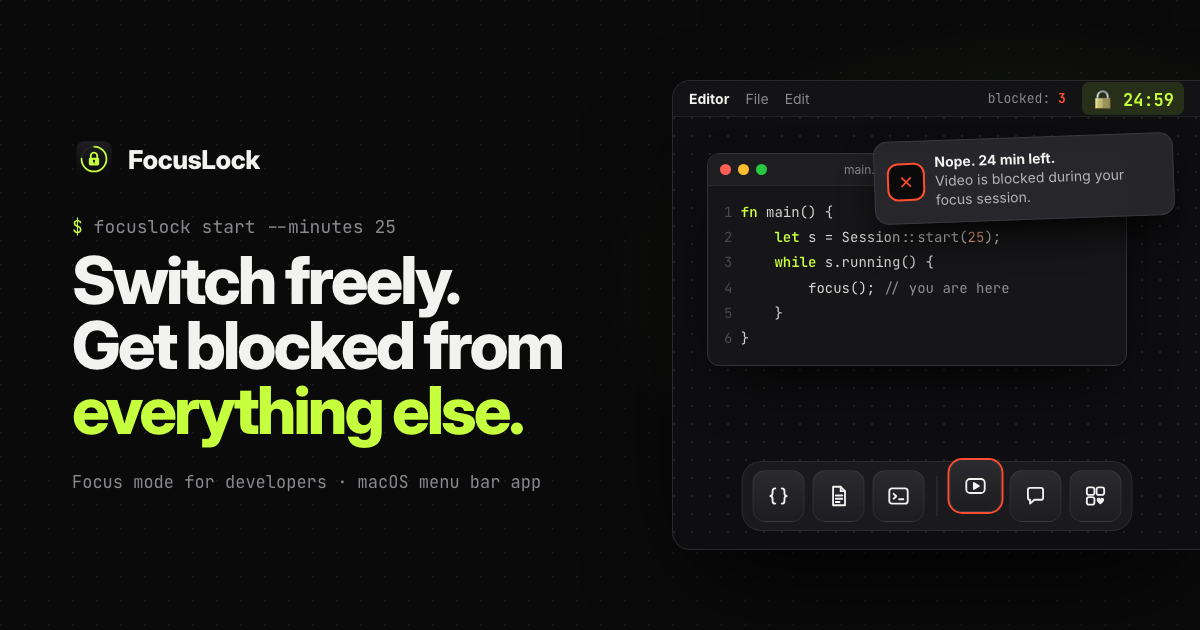 FocusLock
$ focuslock start --minutes 25
Switch freely.
Get blocked from
everything else.
Focus mode for developers · macOS menu bar app
Editor File Edit blocked: 3 24:59
Nope. 24 min left.
Video is blocked during your
focus session.
main.
1 fn main() {
2 let s = Session::start(25);
3 while s.running() {
4 focus(); // you are here
5 }
6 }